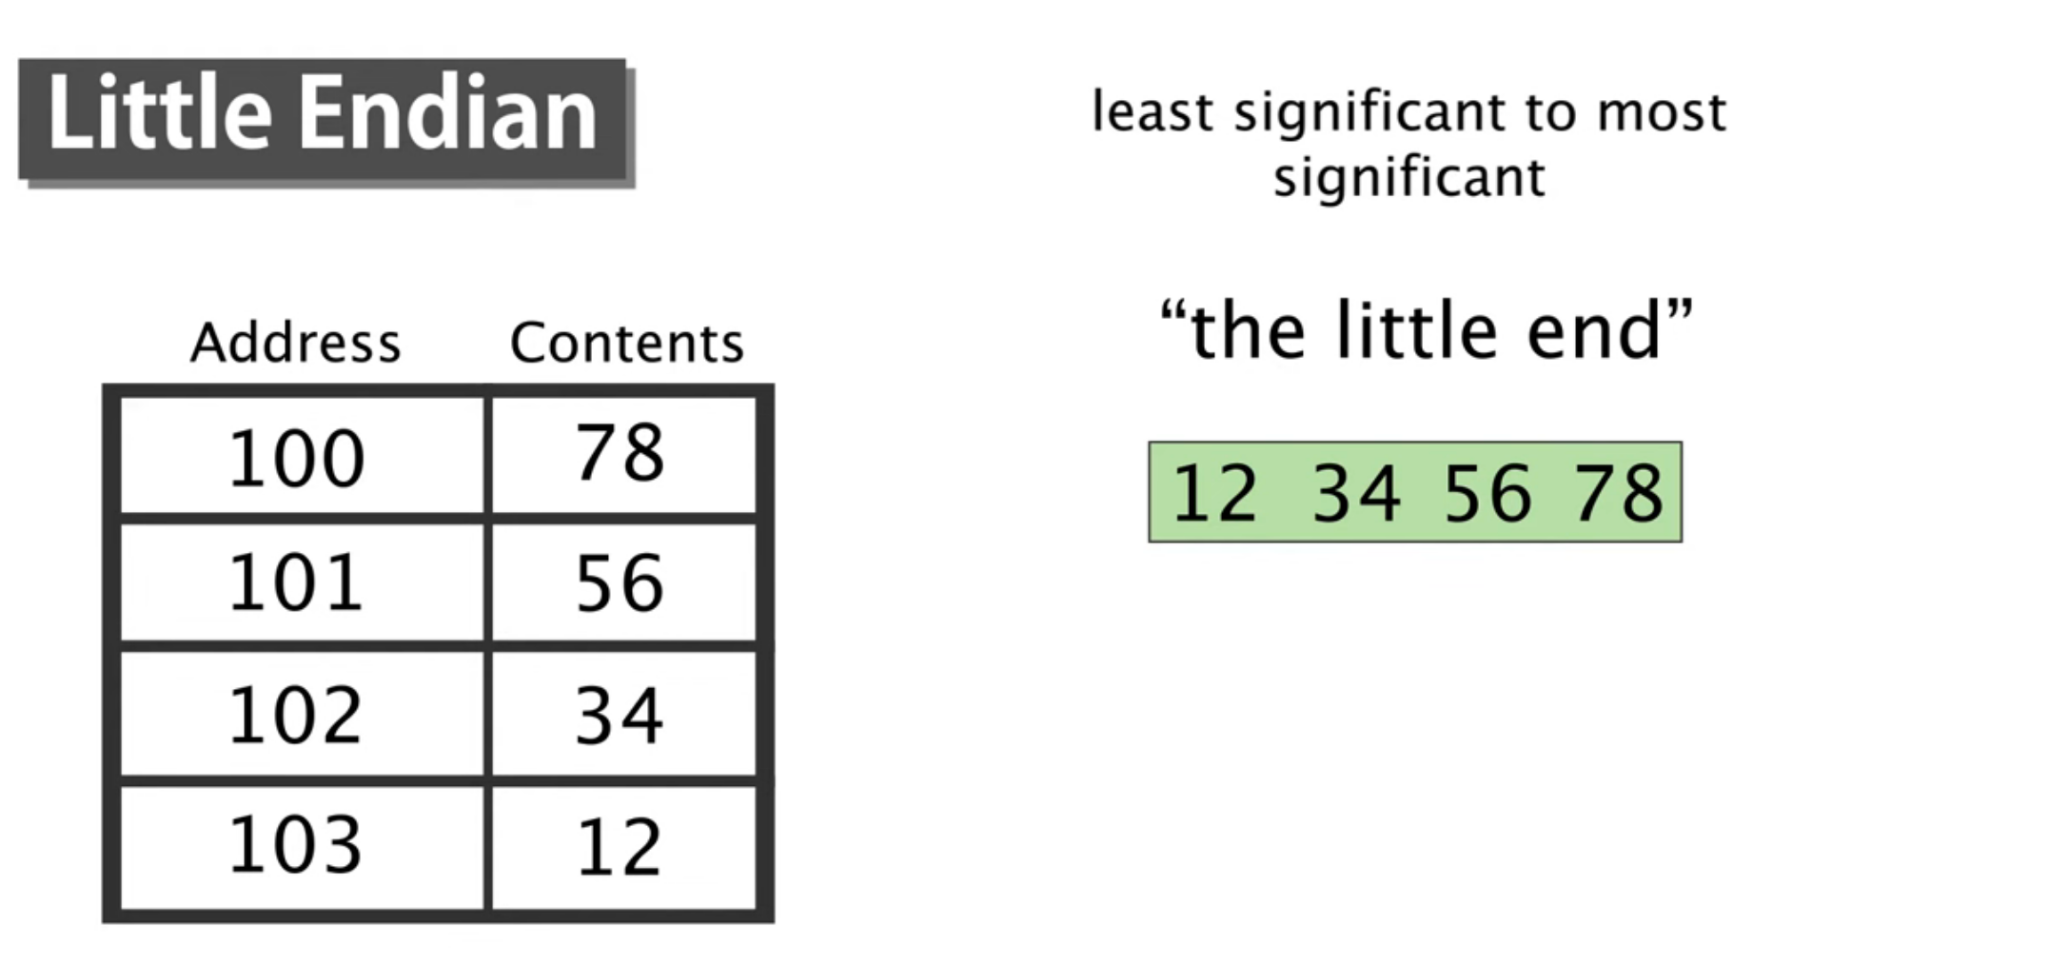 Little Endian
least significant to most
significant
“the little end”
12 34 56 78
Address Contents
100 78
101 56
102 34
103 12